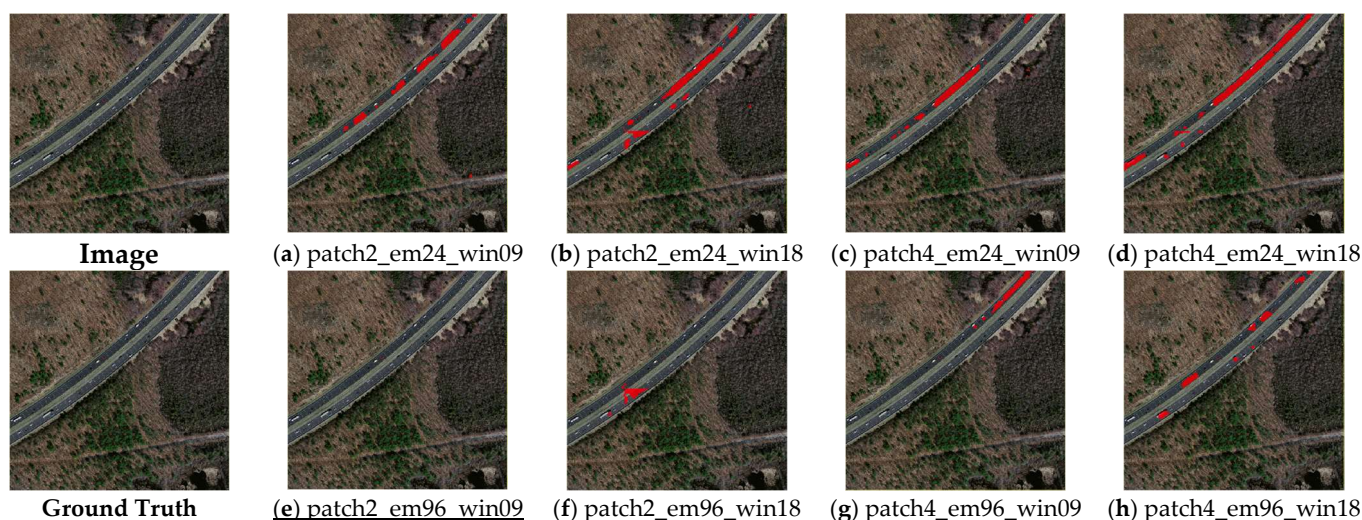 Image
(a) patch2_em24_win09
(b) patch2_em24_win18
(c) patch4_em24_win09
(d) patch4_em24_win18
Ground Truth
(e) patch2_em96_win09
(f) patch2_em96_win18
(g) patch4_em96_win09
(h) patch4_em96_win18